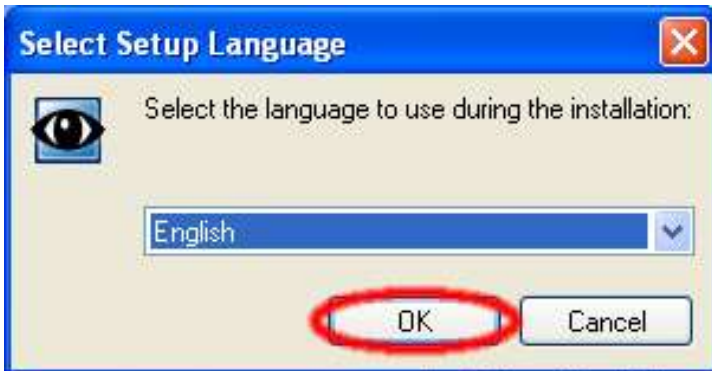 Select Setup Language
Select the language to use during the installation:
English
OK
Cancel